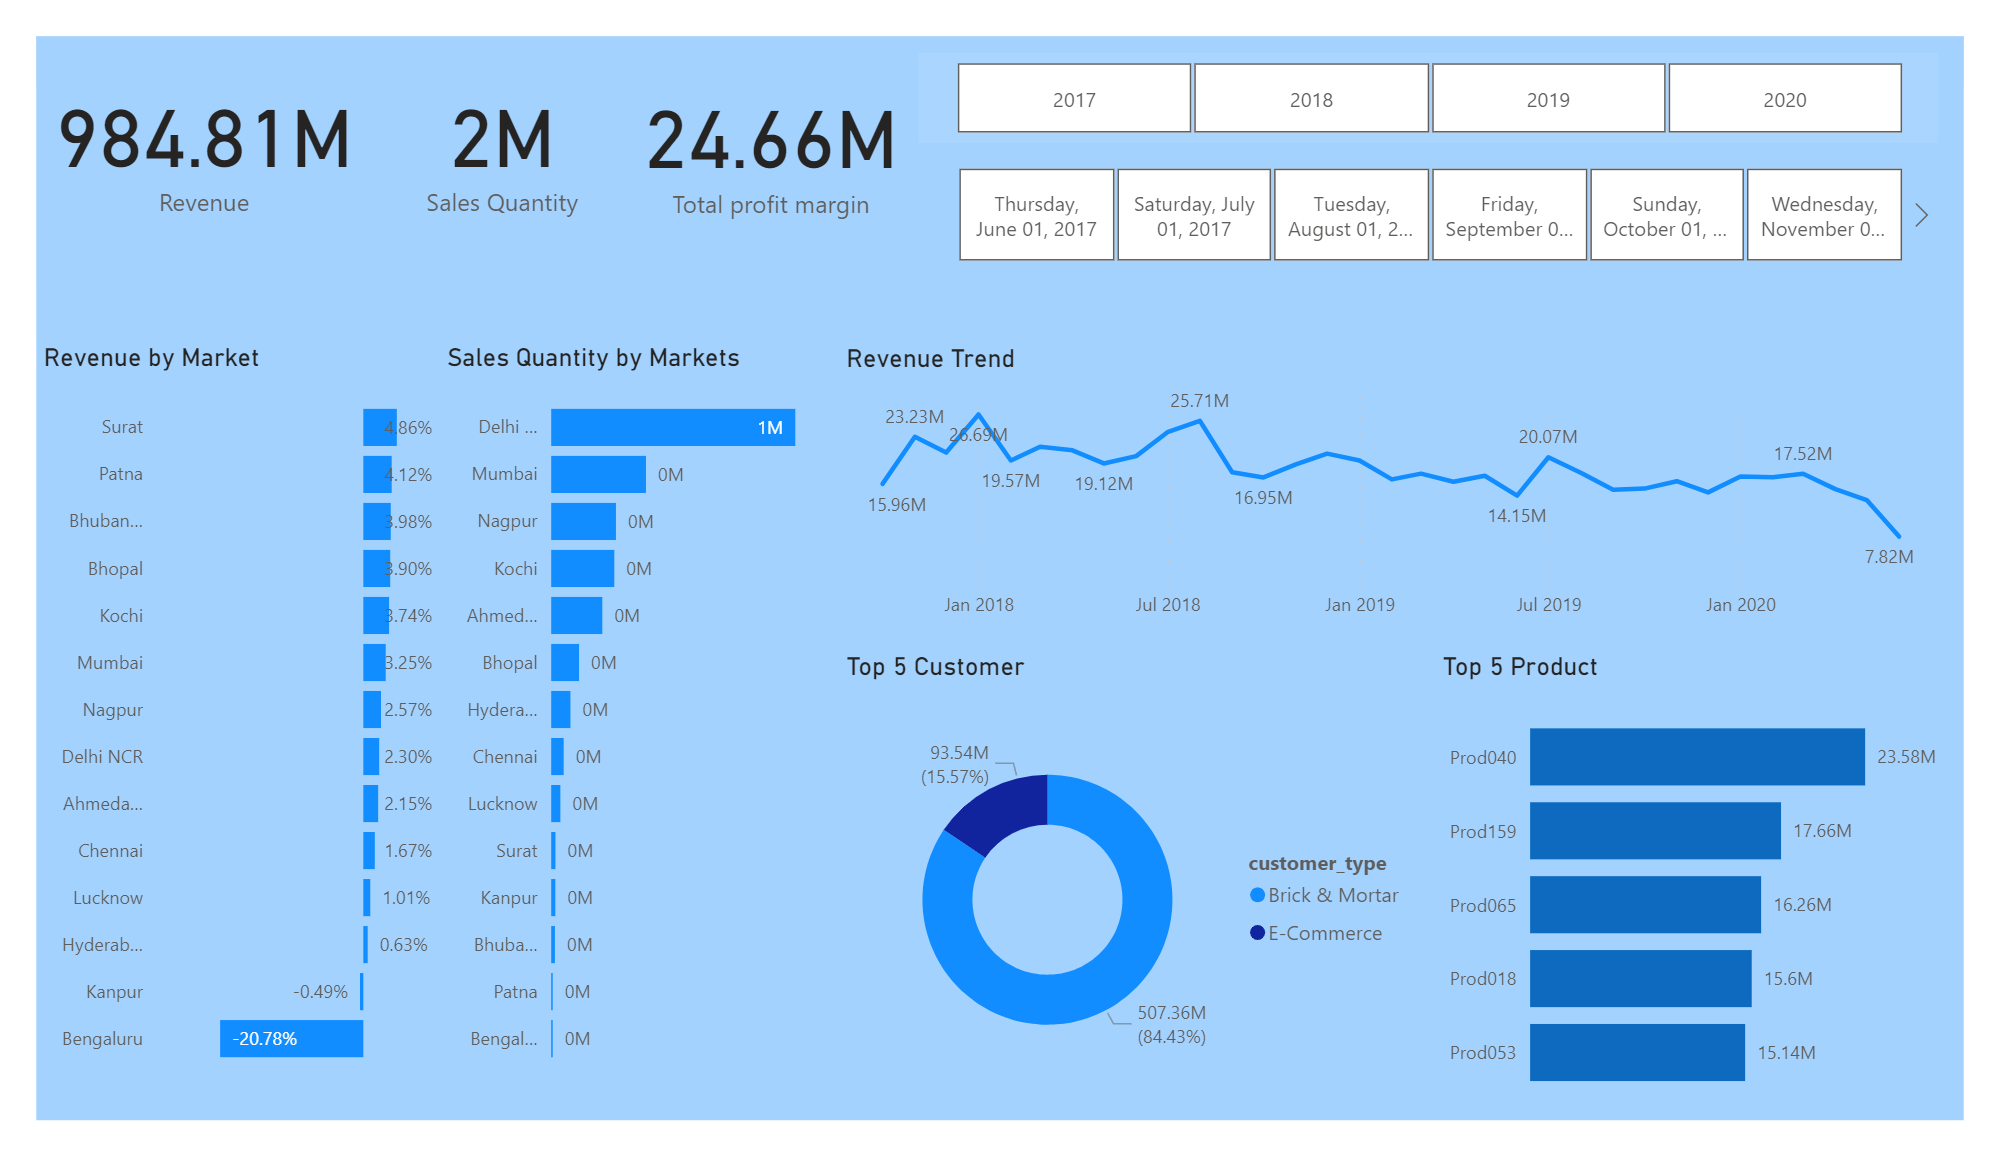 984.81M
Revenue
2M
Sales Quantity
24.66M
Total profit margin
2017
2018
2019
2020
Thursday,
June 01, 2017
Saturday, July
01, 2017
Tuesday,
August 01, 2...
Friday,
September 0...
Sunday,
October 01, ...
Wednesday,
November 0...
Revenue by Market
Surat
4.86%
Patna
4.12%
Bhuban...
3.98%
Bhopal
3.90%
Kochi
3.74%
Mumbai
3.25%
Nagpur
2.57%
Delhi NCR
2.30%
Ahmeda...
2.15%
Chennai
1.67%
Lucknow
1.01%
Hyderab...
0.63%
Kanpur
-0.49%
Bengaluru
-20.78%
Sales Quantity by Markets
Delhi ...
1M
Mumbai
0M
Nagpur
0M
Kochi
0M
Ahmed...
0M
Bhopal
0M
Hydera...
0M
Chennai
0M
Lucknow
0M
Surat
0M
Kanpur
0M
Bhuba...
0M
Patna
0M
Bengal...
0M
Revenue Trend
15.96M
23.23M
26.69M
19.57M
19.12M
25.71M
16.95M
14.15M
20.07M
17.52M
7.82M
Jan 2018
Jul 2018
Jan 2019
Jul 2019
Jan 2020
Top 5 Customer
93.54M
(15.57%)
507.36M
(84.43%)
customer_type
Brick & Mortar
E-Commerce
Top 5 Product
Prod040
23.58M
Prod159
17.66M
Prod065
16.26M
Prod018
15.6M
Prod053
15.14M